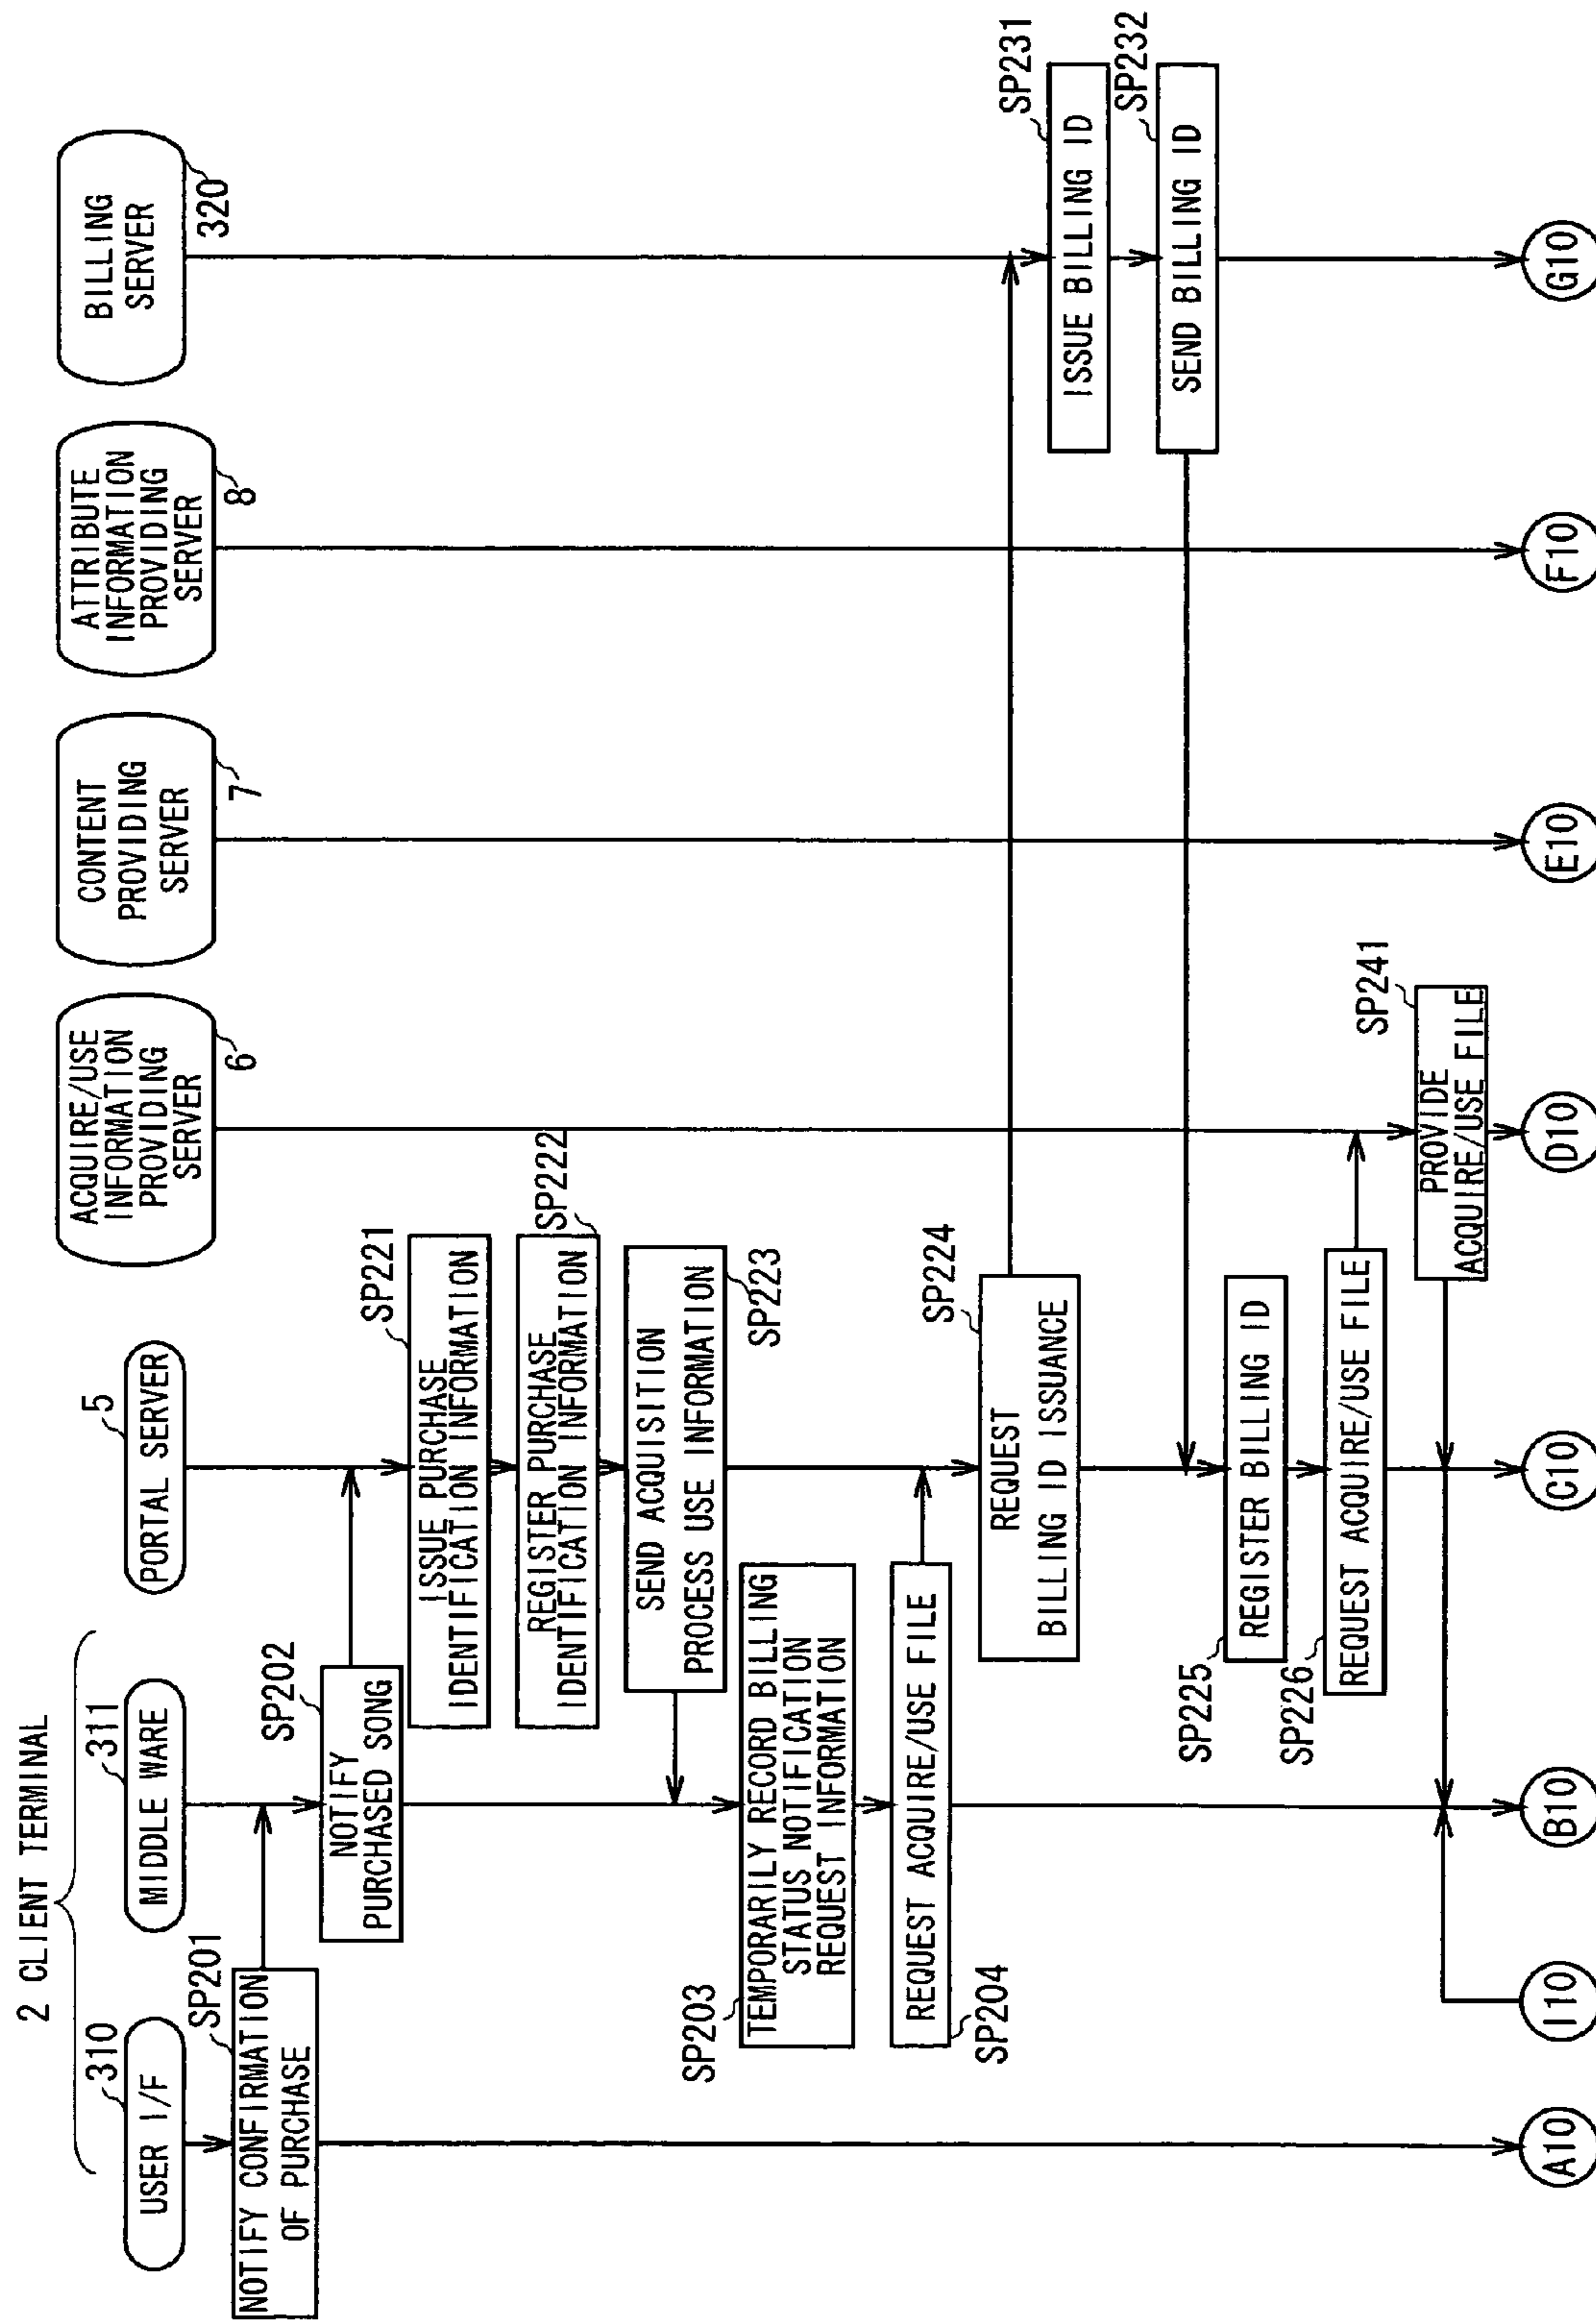 2 CLIENT TERMINAL
310
USER I/F
311
MIDDLE WARE
5
PORTAL SERVER
ACQUIRE/USE
INFORMATION
PROVIDING
SERVER
6
CONTENT
PROVIDING
SERVER
7
ATTRIBUTE
INFORMATION
PROVIDING
SERVER
8
BILLING
SERVER
320
SP201
NOTIFY CONFIRMATION
OF PURCHASE
SP202
NOTIFY
PURCHASED SONG
SP221
ISSUE PURCHASE
IDENTIFICATION INFORMATION
SP222
REGISTER PURCHASE
IDENTIFICATION INFORMATION
SEND ACQUISITION
PROCESS USE INFORMATION
SP223
SP203
TEMPORARILY RECORD BILLING
STATUS NOTIFICATION
REQUEST INFORMATION
REQUEST ACQUIRE/USE FILE
SP204
SP224
REQUEST
BILLING ID ISSUANCE
SP231
ISSUE BILLING ID
SP232
SEND BILLING ID
SP225
REGISTER BILLING ID
SP226
REQUEST ACQUIRE/USE FILE
SP241
PROVIDE
ACQUIRE/USE FILE
A10
I10
B10
C10
D10
E10
F10
G10